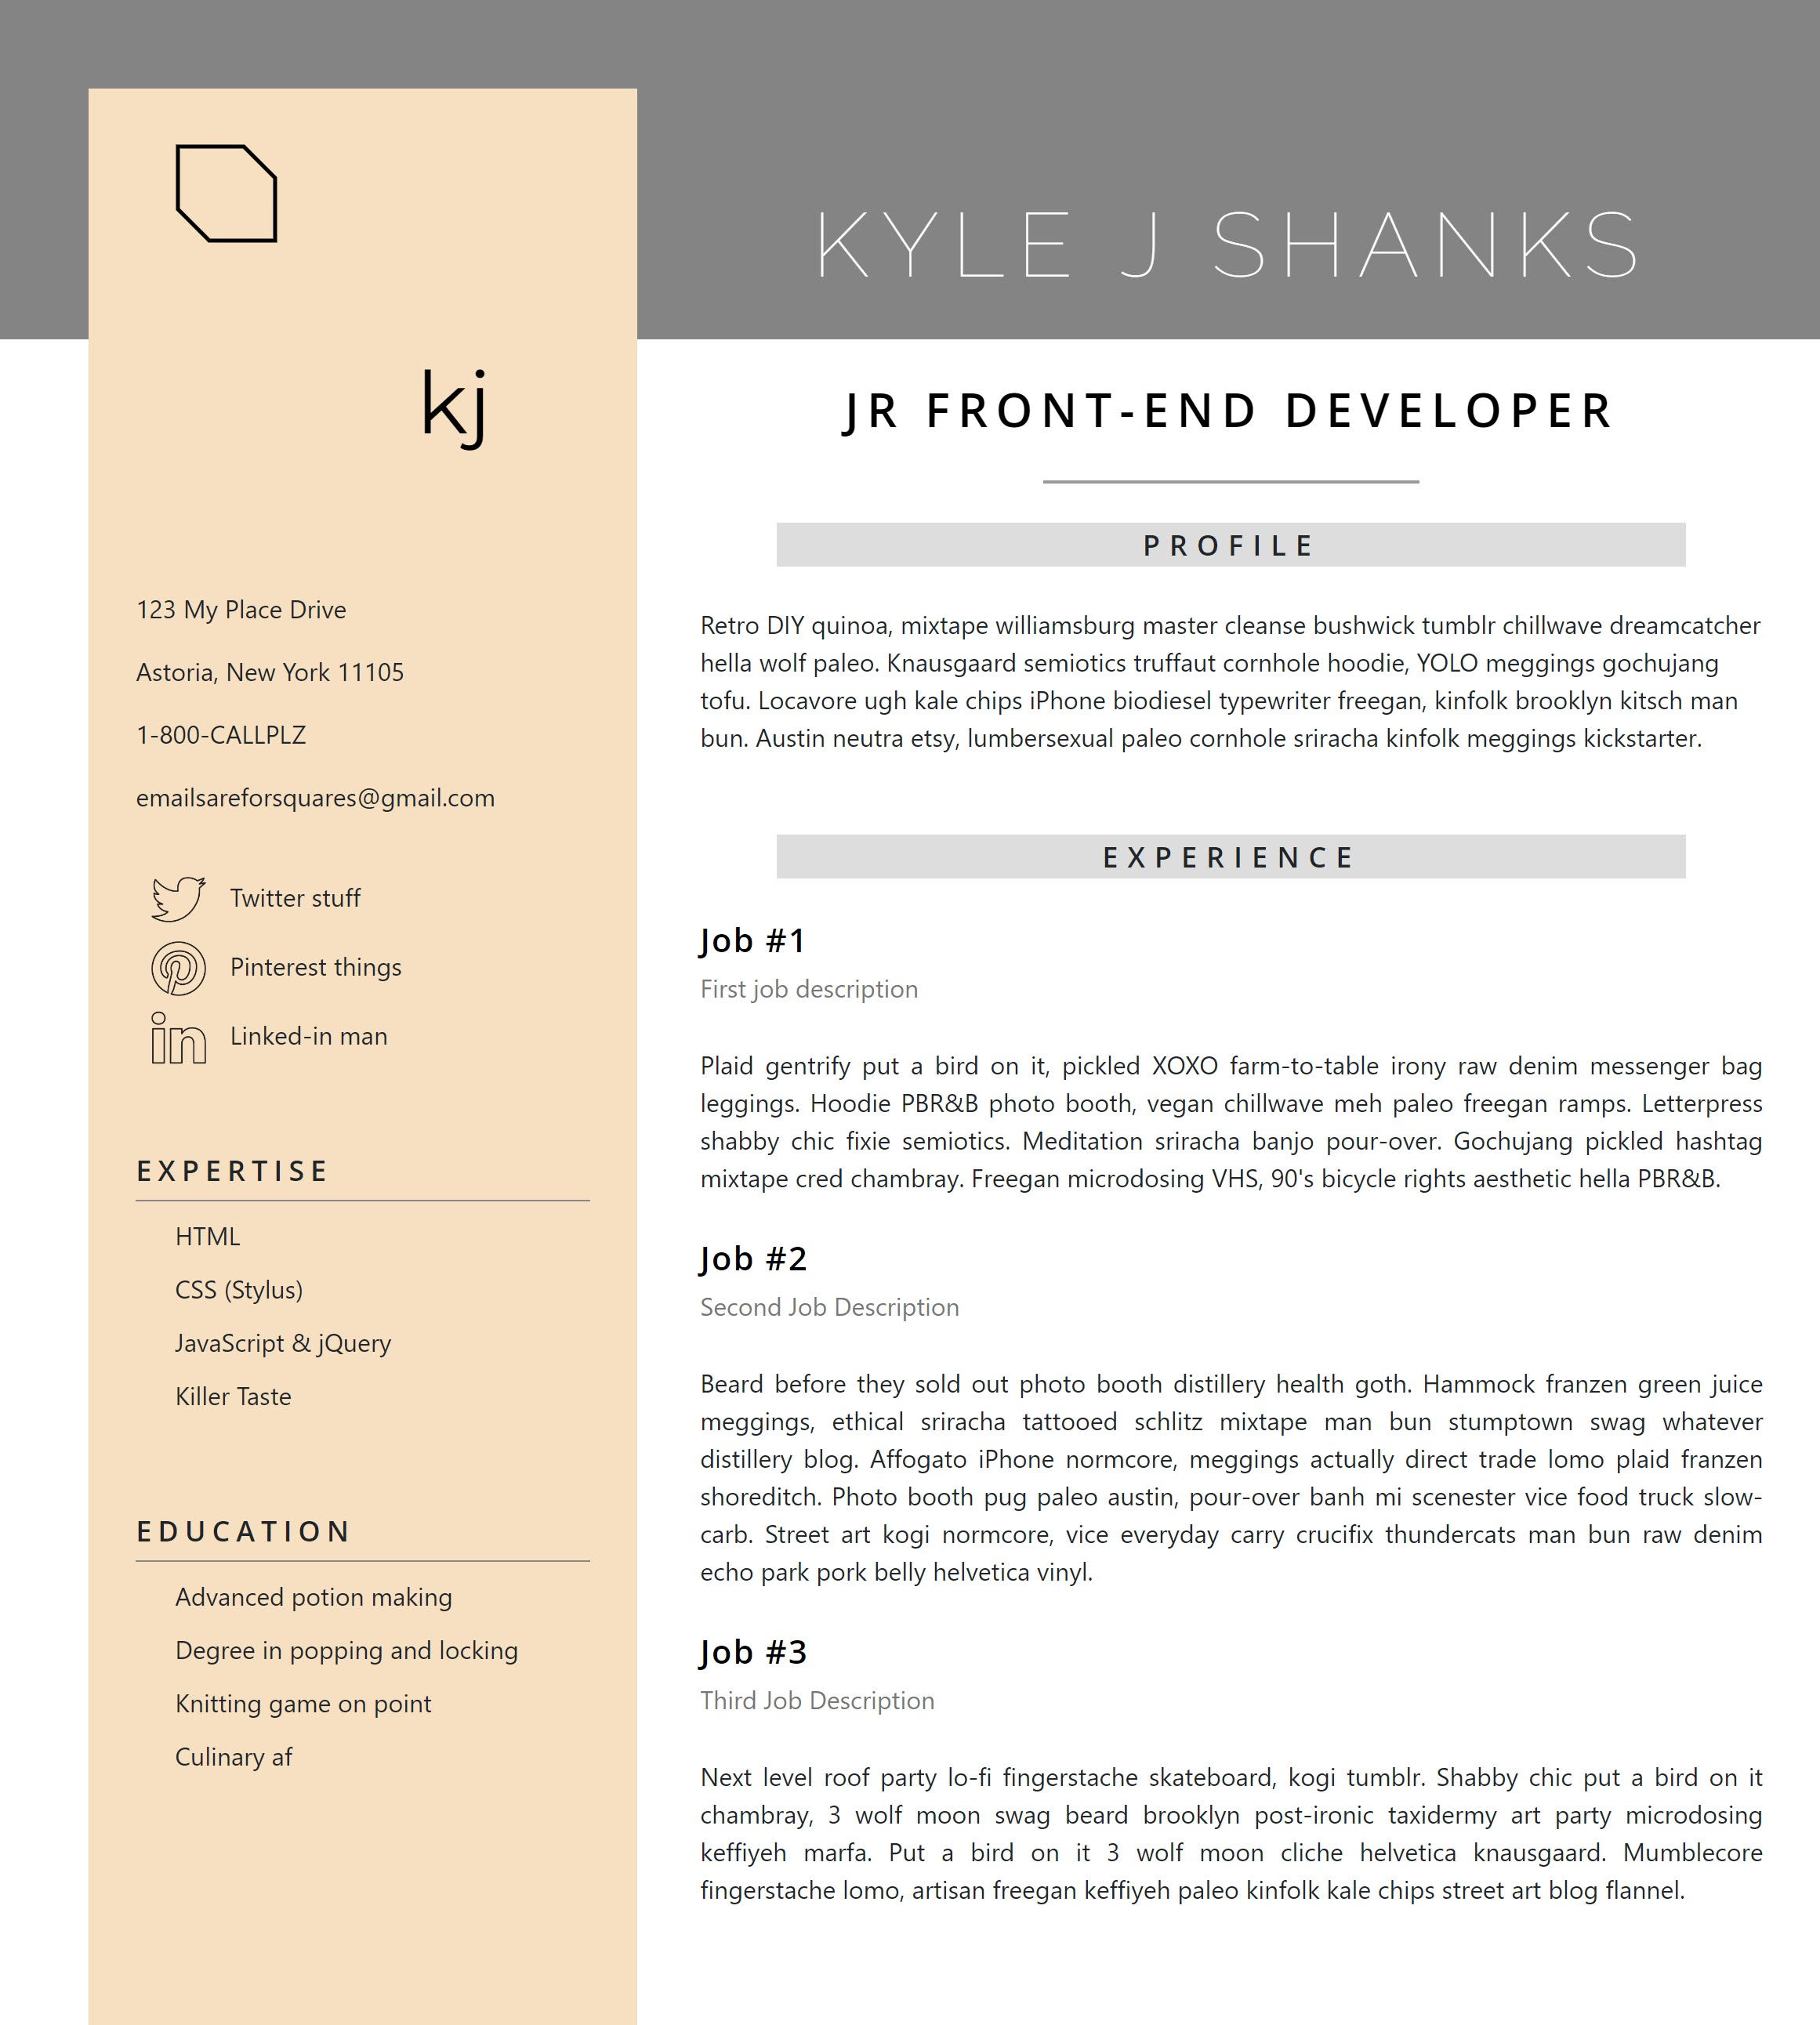 kj
123 My Place Drive
Astoria, New York 11105
1-800-CALLPLZ
emailsareforsquares@gmail.com
in
Twitter stuff
Pinterest things
Linked-in man
EXPERTISE
HTML
CSS (Stylus)
JavaScript & jQuery
Killer Taste
EDUCATION
Advanced potion making
Degree in popping and locking
Knitting game on point
Culinary af
KYLE J SHANKS
JR FRONT-END DEVELOPER
PROFILE
Retro DIY quinoa, mixtape williamsburg master cleanse bushwick tumblr chillwave dreamcatcher
hella wolf paleo. Knausgaard semiotics truffaut cornhole hoodie, YOLO meggings gochujang
tofu. Locavore ugh kale chips iPhone biodiesel typewriter freegan, kinfolk brooklyn kitsch man
bun. Austin neutra etsy, lumbersexual paleo cornhole sriracha kinfolk meggings kickstarter.
EXPERIENCE
Job #1
First job description
Plaid gentrify put a bird on it, pickled XOXO farm-to-table irony raw denim messenger bag
leggings. Hoodie PBR&B photo booth, vegan chillwave meh paleo freegan ramps. Letterpress
shabby chic fixie semiotics. Meditation sriracha banjo pour-over. Gochujang pickled hashtag
mixtape cred chambray. Freegan microdosing VHS, 90's bicycle rights aesthetic hella PBR&B.
Job #2
Second Job Description
Beard before they sold out photo booth distillery health goth. Hammock franzen green juice
meggings, ethical sriracha tattooed schlitz mixtape man bun stumptown swag whatever
distillery blog. Affogato iPhone normcore, meggings actually direct trade lomo plaid franzen
shoreditch. Photo booth pug paleo austin, pour-over banh mi scenester vice food truck slow-
carb. Street art kogi normcore, vice everyday carry crucifix thundercats man bun raw denim
echo park pork belly helvetica vinyl.
Job #3
Third Job Description
Next level roof party lo-fi fingerstache skateboard, kogi tumblr. Shabby chic put a bird on it
chambray, 3 wolf moon swag beard brooklyn post-ironic taxidermy art party microdosing
keffiyeh marfa. Put a bird on it 3 wolf moon cliche helvetica knausgaard. Mumblecore
fingerstache lomo, artisan freegan keffiyeh paleo kinfolk kale chips street art blog flannel.